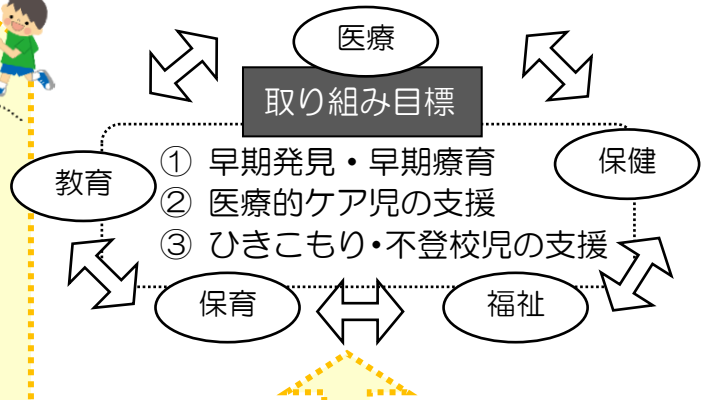 医療
取り組み目標
教育
① 早期発見・早期療育
② 医療的ケア児の支援
③ ひきこもり・不登校児の支援
保健
保育
福祉